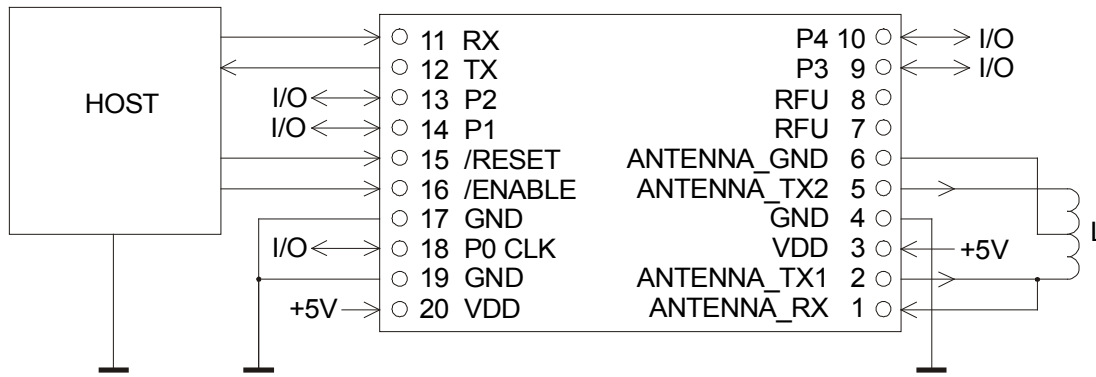 HOST
11 RX
12 TX
I/O 13 P2
I/O 14 P1
15 /RESET
16 /ENABLE
17 GND
I/O 18 P0 CLK
19 GND
+5V 20 VDD
P4 10 I/O
P3 9 I/O
RFU 8
RFU 7
ANTENNA_GND 6
ANTENNA_TX2 5
GND 4
VDD 3 +5V
ANTENNA_TX1 2
ANTENNA_RX 1
L